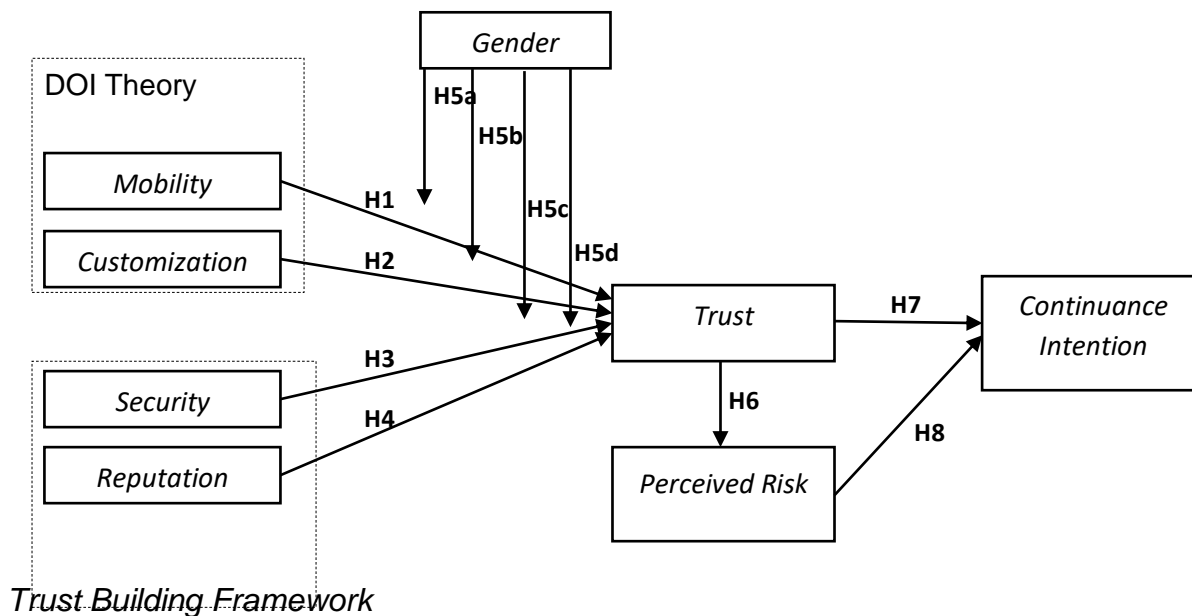 Gender
DOI Theory
H5a
H5b
Mobility
H1
H5c
Customization
H2
H5d
Trust
H7
Continuance
Intention
H3
Security
H4
H6
H8
Reputation
Perceived Risk
Trust Building Framework